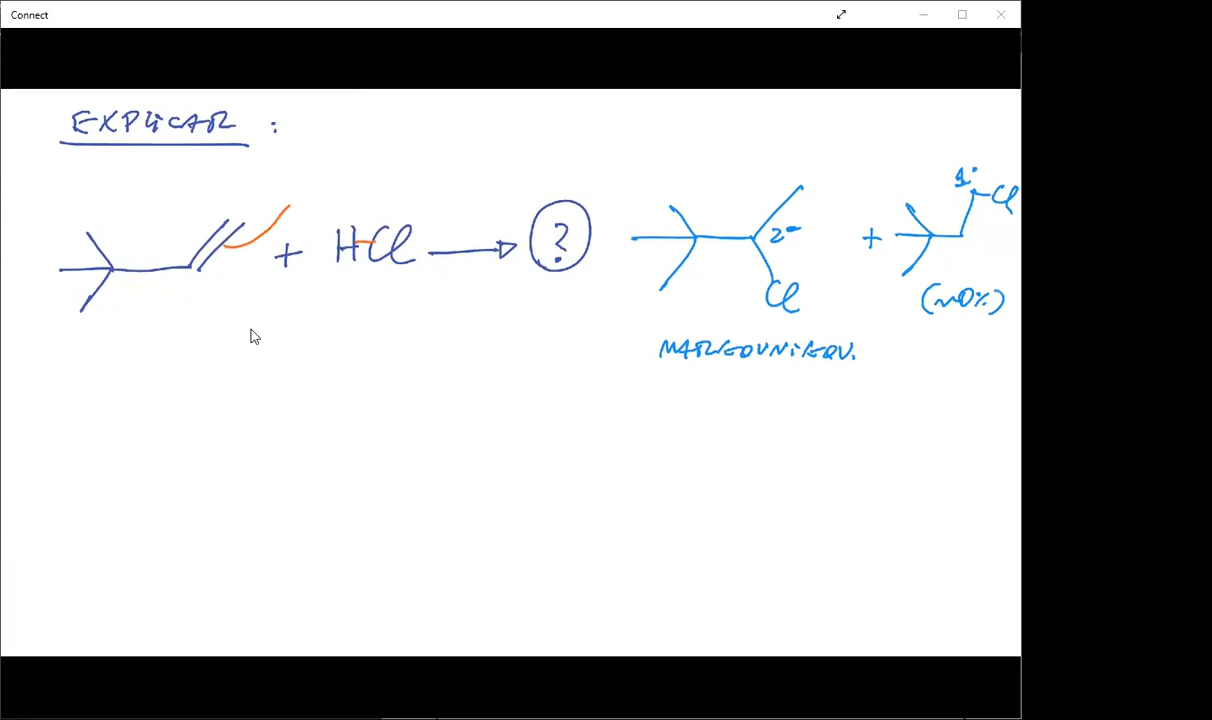 Connect
EXPLICAR :
+ HCl → ?
2-
Cl
+
1°
Cl
(~0%)
MARKOVNIKOV.